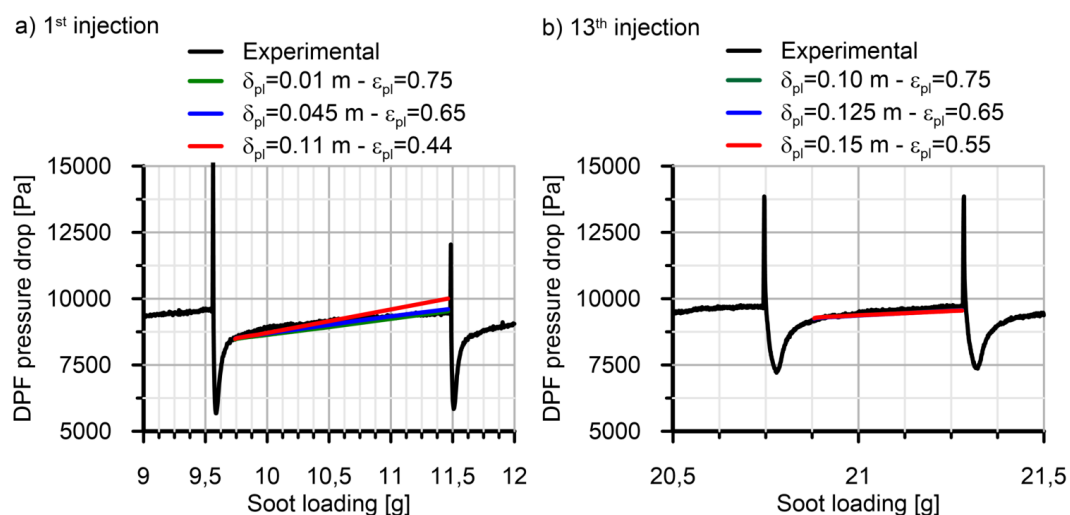 a) 1st injection
Experimental
δpl=0.01 m - εpl=0.75
δpl=0.045 m - εpl=0.65
δpl=0.11 m - εpl=0.44
15000
12500
10000
7500
5000
DPF pressure drop [Pa]
9 9,5 10 10,5 11 11,5 12
Soot loading [g]
b) 13th injection
Experimental
δpl=0.10 m - εpl=0.75
δpl=0.125 m - εpl=0.65
δpl=0.15 m - εpl=0.55
15000
12500
10000
7500
5000
DPF pressure drop [Pa]
20,5 21 21,5
Soot loading [g]